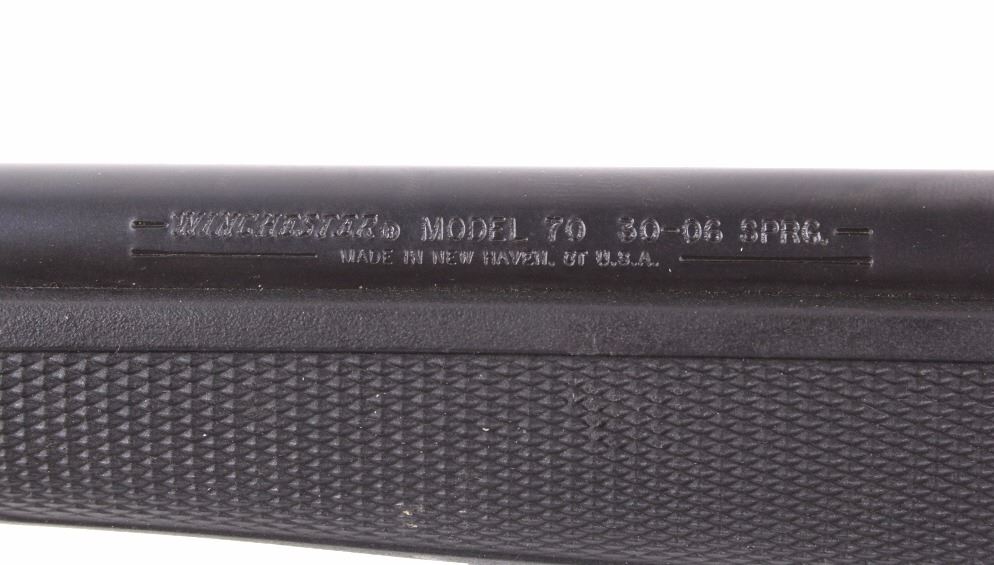 WINCHESTER® MODEL 70 30-06 SPRG.
MADE IN NEW HAVEN, CT U.S.A.